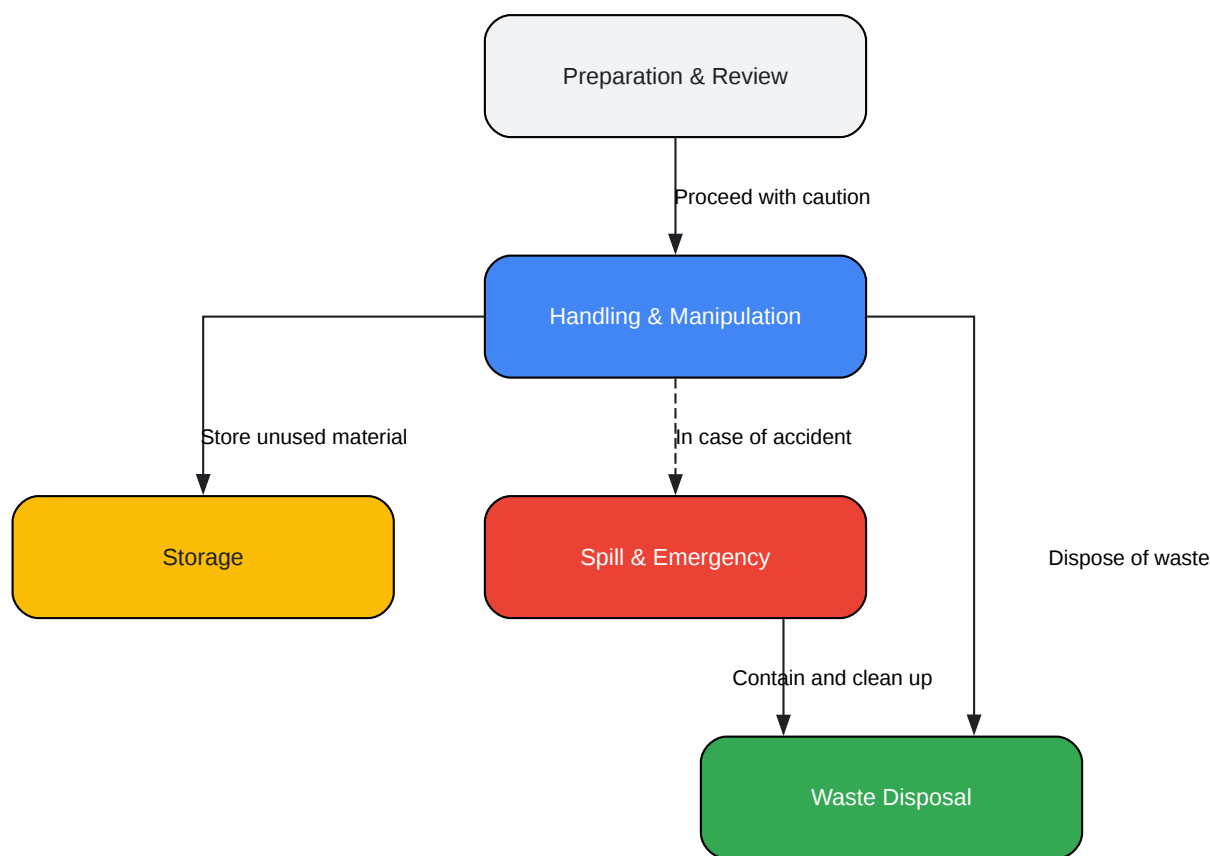 Preparation & Review
Proceed with caution
Handling & Manipulation
Store unused material
In case of accident
Storage
Spill & Emergency
Dispose of waste
Contain and clean up
Waste Disposal